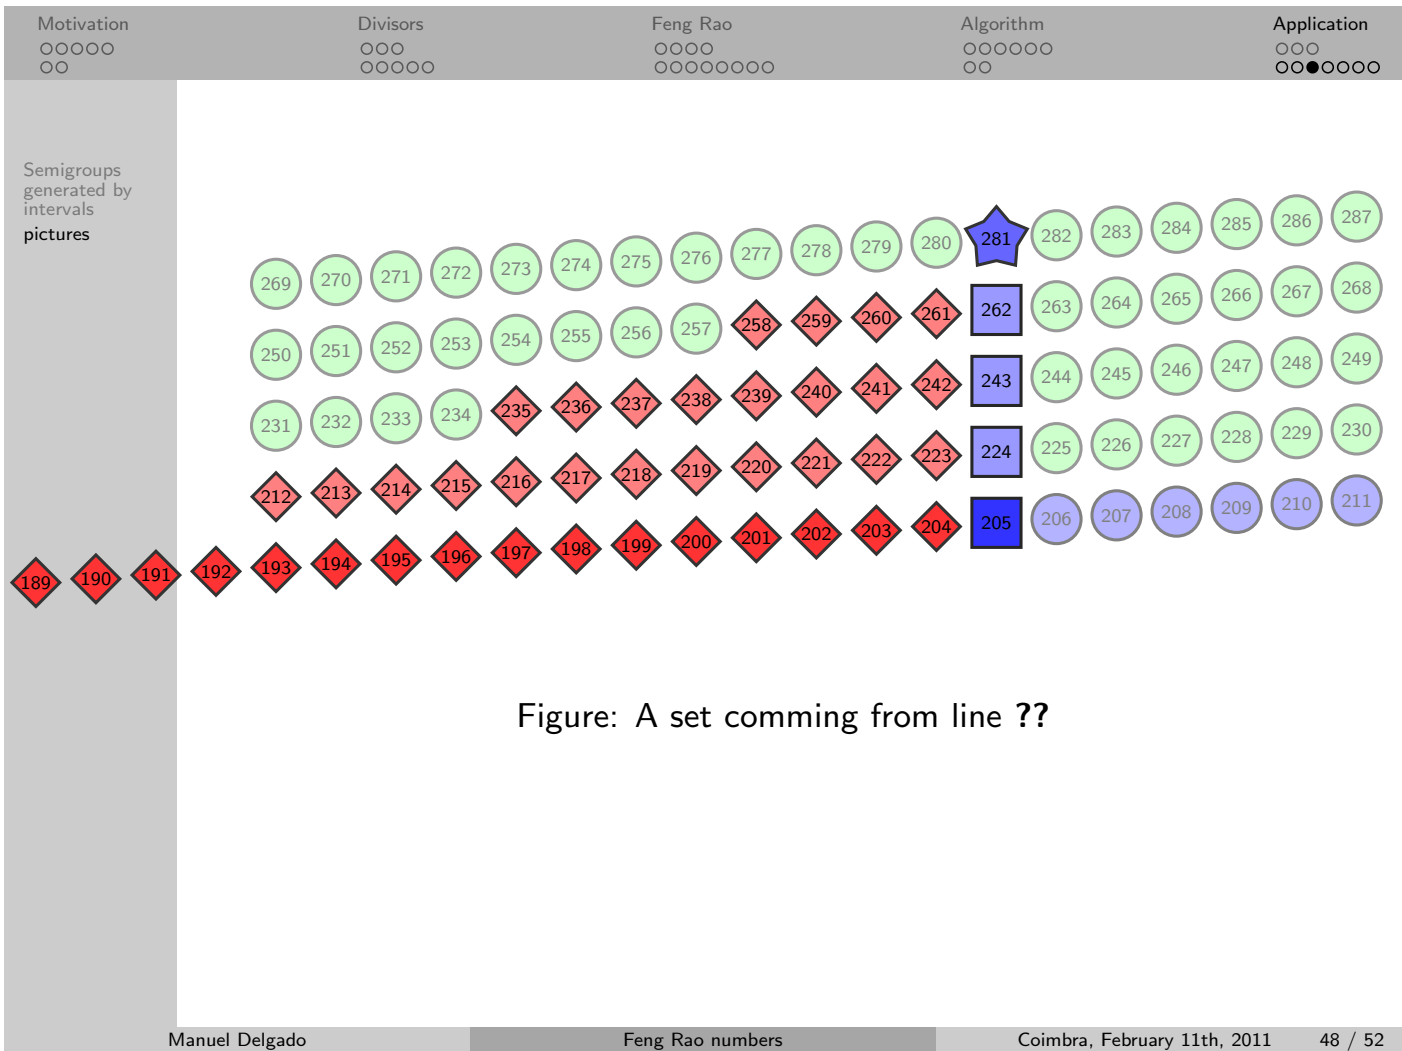 Motivation Divisors Feng Rao Algorithm Application
Semigroups
generated by
intervals
pictures
269 270 271 272 273 274 275 276 277 278 279 280 281 282 283 284 285 286 287
250 251 252 253 254 255 256 257 258 259 260 261 262 263 264 265 266 267 268
231 232 233 234 235 236 237 238 239 240 241 242 243 244 245 246 247 248 249
212 213 214 215 216 217 218 219 220 221 222 223 224 225 226 227 228 229 230
189 190 191 192 193 194 195 196 197 198 199 200 201 202 203 204 205 206 207 208 209 210 211
Figure: A set comming from line ??
Manuel Delgado Feng Rao numbers Coimbra, February 11th, 2011 48 / 52